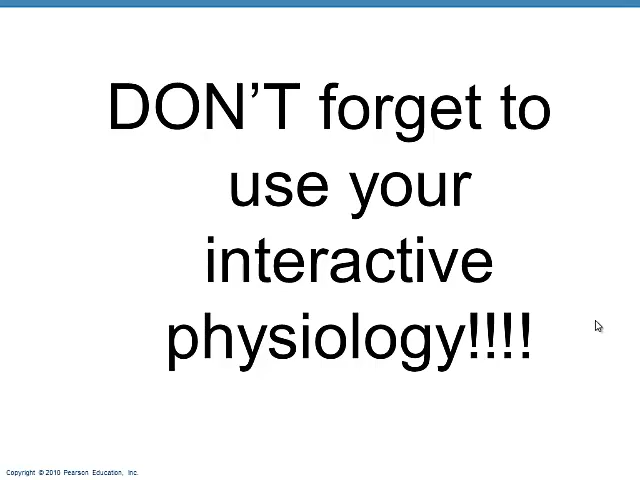 DON’T forget to
use your
interactive
physiology!!!!
Copyright © 2010 Pearson Education, Inc.